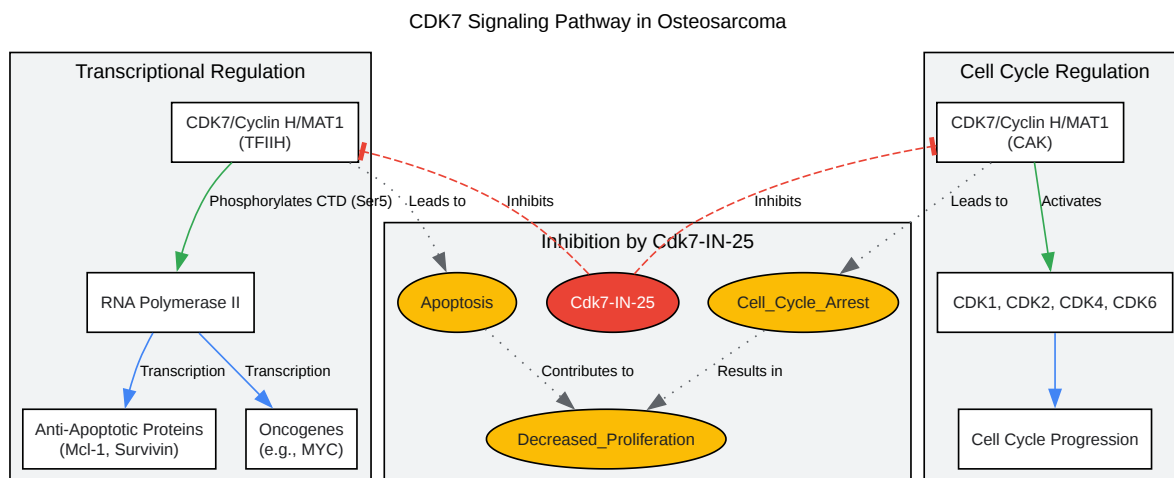 CDK7 Signaling Pathway in Osteosarcoma
Transcriptional Regulation
CDK7/Cyclin H/MAT1
(TFIIH)
Phosphorylates CTD (Ser5)
RNA Polymerase II
Transcription
Transcription
Anti-Apoptotic Proteins
(Mcl-1, Survivin)
Oncogenes
(e.g., MYC)
Leads to
Inhibits
Inhibits
Leads to
Inhibition by Cdk7-IN-25
Apoptosis
Cdk7-IN-25
Cell_Cycle_Arrest
Contributes to
Results in
Decreased_Proliferation
Cell Cycle Regulation
CDK7/Cyclin H/MAT1
(CAK)
Activates
CDK1, CDK2, CDK4, CDK6
Cell Cycle Progression